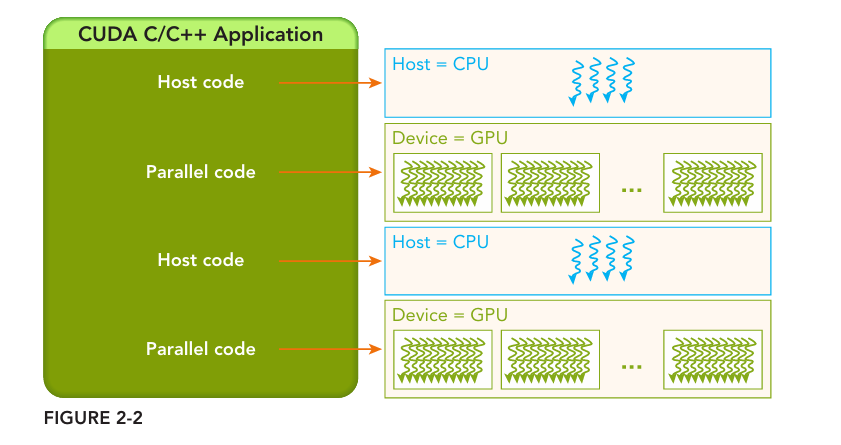 CUDA C/C++ Application
Host code
Host = CPU
Parallel code
Device = GPU
...
Host code
Host = CPU
Parallel code
Device = GPU
...
FIGURE 2-2